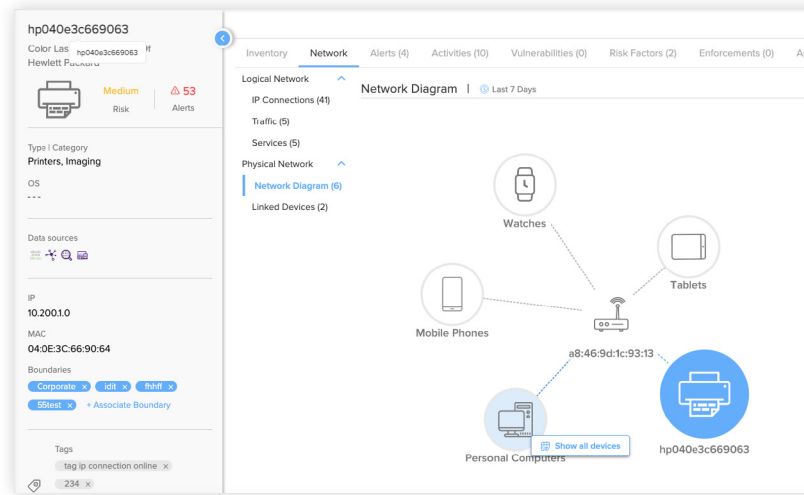 hp040e3c669063
Color Las
hp040e3c669063
Hewlett Packard
Medium
Risk
53
Alerts
Type | Category
Printers, Imaging
OS
---
Data sources
IP
10.200.1.0
MAC
04:0E:3C:66:90:64
Boundaries
Corporate x
idit x
fhhff x
55test x
+ Associate Boundary
Tags
tag ip connection online x
234 x
Inventory
Network
Alerts (4)
Activities (10)
Vulnerabilities (0)
Risk Factors (2)
Enforcements (0)
Logical Network
IP Connections (41)
Traffic (5)
Services (5)
Physical Network
Network Diagram (6)
Linked Devices (2)
Network Diagram | Last 7 Days
Watches
Tablets
Mobile Phones
a8:46:9d:1c:93:13
Show all devices
Personal Computers
hp040e3c669063